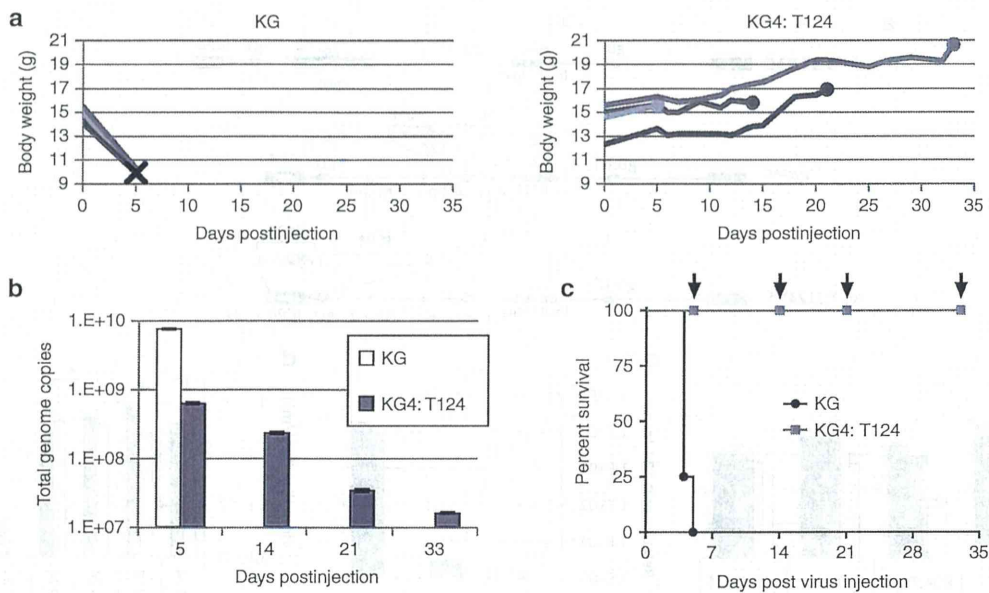 a
KG
Body weight (g)
21
19
17
15
13
11
9
0 5 10 15 20 25 30 35
Days postinjection
KG4: T124
Body weight (g)
21
19
17
15
13
11
9
0 5 10 15 20 25 30 35
Days postinjection
b
Total genome copies
1.E+10
1.E+09
1.E+08
1.E+07
KG
KG4: T124
5 14 21 33
Days postinjection
c
Percent survival
100
75
50
25
0
KG
KG4: T124
0 7 14 21 28 35
Days post virus injection